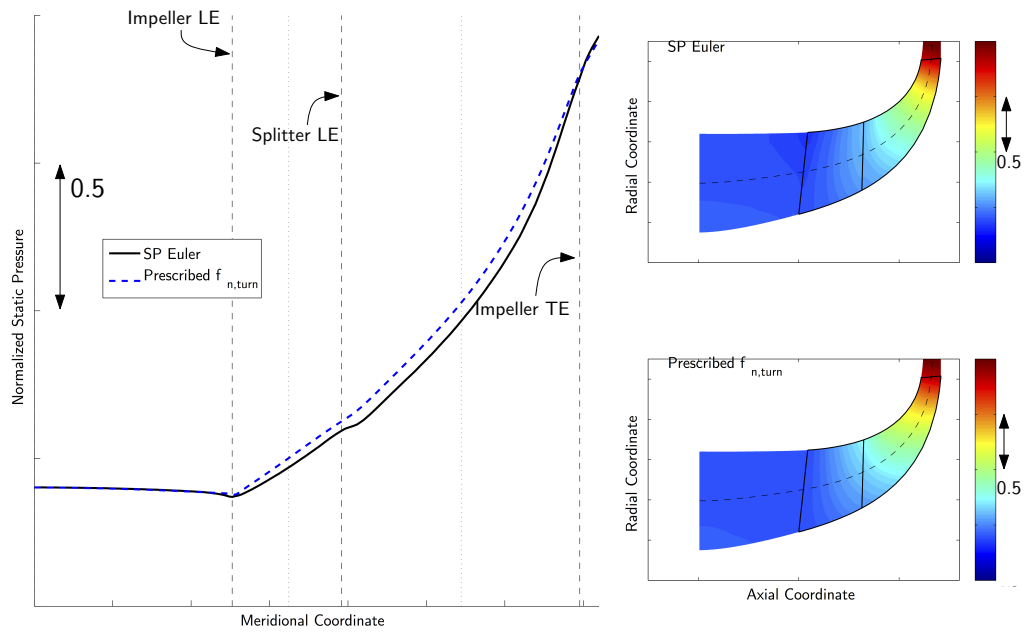 Impeller LE
Splitter LE
0.5
SP Euler
Prescribed f n,turn
Impeller TE
Normalized Static Pressure
Meridional Coordinate
SP Euler
Radial Coordinate
0.5
Prescribed f n,turn
Radial Coordinate
0.5
Axial Coordinate